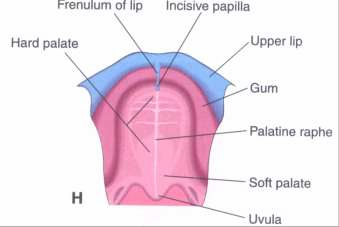 Frenulum of lip
Incisive papilla
Hard palate
Upper lip
Gum
Palatine raphe
Soft palate
H
Uvula